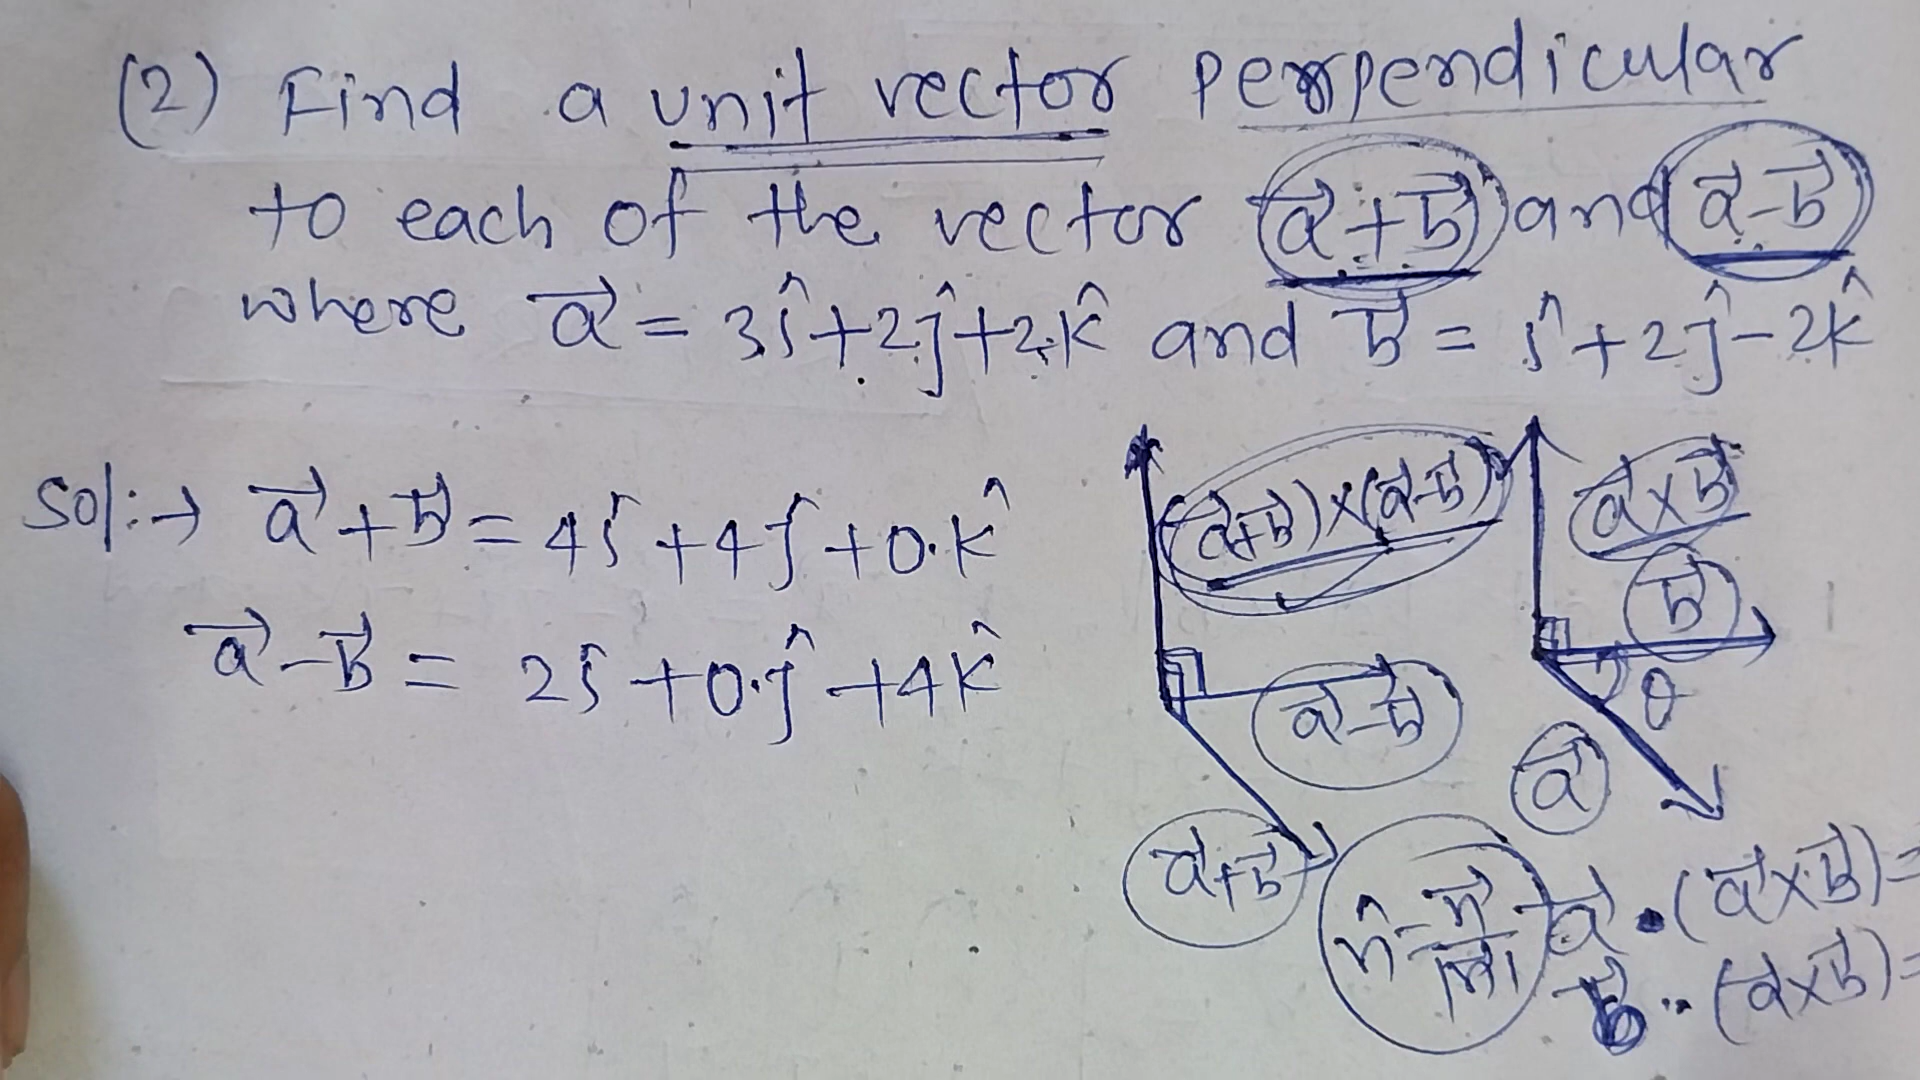 (2) Find a unit vector perpendicular
to each of the vector a⃗+b⃗ and a⃗-b⃗
where a⃗ = 3î+2ĵ+2k̂ and b⃗ = î+2ĵ-2k̂
Sol:→ a⃗+b⃗ = 4î+4ĵ+0.k̂
a⃗-b⃗ = 2î+0.ĵ+4k̂
(a⃗+b⃗)×(a⃗-b⃗)
a⃗-b⃗
a⃗+b⃗
a⃗×b⃗
b⃗
θ
a⃗
n̂ = n⃗/|n⃗|
a⃗.(a⃗×b⃗)=
b⃗.(a⃗×b⃗)=